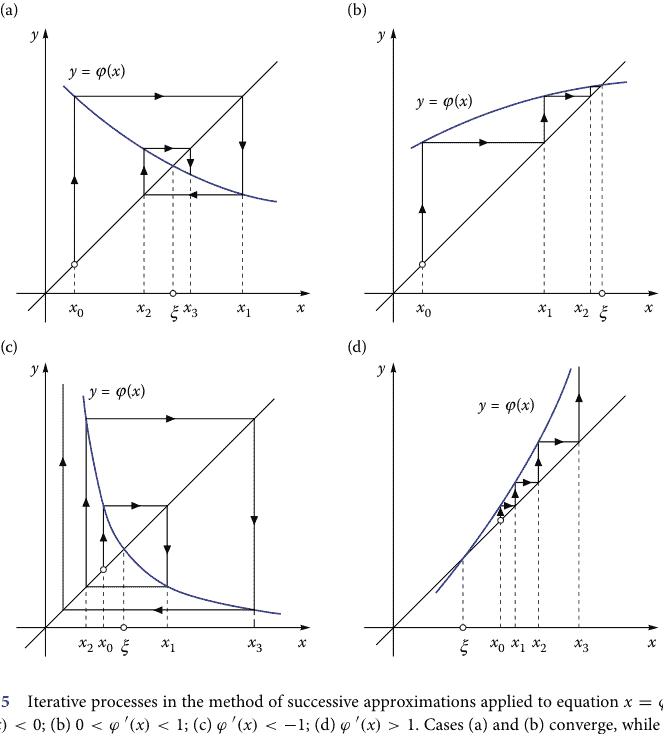 (a)
y
y = φ(x)
x₀ x₂ ξ x₃ x₁ x
(b)
y
y = φ(x)
x₀ x₁ x₂ ξ x
(c)
y
y = φ(x)
x₂ x₀ ξ x₁ x₃ x
(d)
y
y = φ(x)
ξ x₀ x₁ x₂ x₃ x
5 Iterative processes in the method of successive approximations applied to equation x = φ
) < 0; (b) 0 < φ ′(x) < 1; (c) φ ′(x) < −1; (d) φ ′(x) > 1. Cases (a) and (b) converge, while